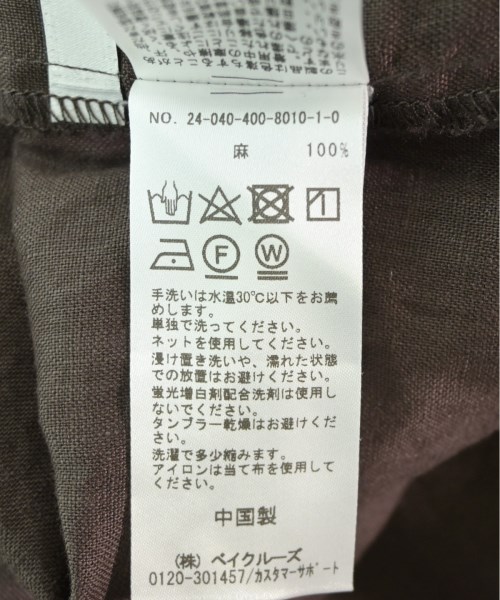 NO. 24-040-400-8010-1-0
麻 100%
F W
手洗いは水温30℃以下をお薦
めします。
単独で洗ってください。
ネットを使用してください。
浸け置き洗いや、濡れた状態
での放置はお避けください。
蛍光増白剤配合洗剤は使用し
ないでください。
タンブラー乾燥はお避けくだ
さい。
洗濯で多少縮みます。
アイロンは当て布を使用して
ください。
中国製
(株) ベイクルーズ
0120-301457/カスタマーサポート